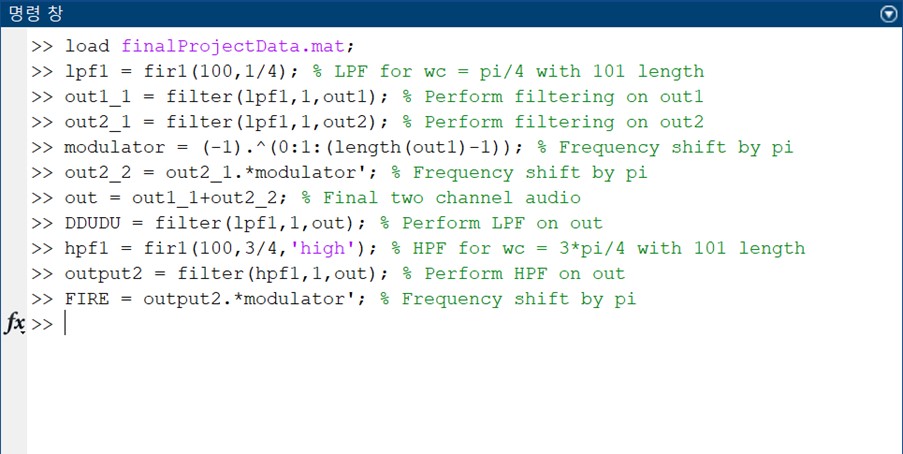 명령 창
>> load finalProjectData.mat;
>> lpf1 = fir1(100,1/4); % LPF for wc = pi/4 with 101 length
>> out1_1 = filter(lpf1,1,out1); % Perform filtering on out1
>> out2_1 = filter(lpf1,1,out2); % Perform filtering on out2
>> modulator = (-1).^(0:1:(length(out1)-1)); % Frequency shift by pi
>> out2_2 = out2_1.*modulator'; % Frequency shift by pi
>> out = out1_1+out2_2; % Final two channel audio
>> DDUDU = filter(lpf1,1,out); % Perform LPF on out
>> hpf1 = fir1(100,3/4,'high'); % HPF for wc = 3*pi/4 with 101 length
>> output2 = filter(hpf1,1,out); % Perform HPF on out
>> FIRE = output2.*modulator'; % Frequency shift by pi
fx >>